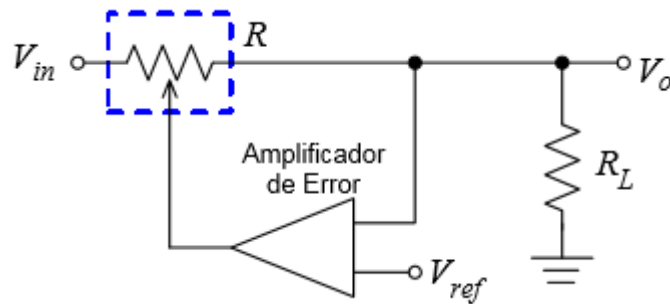 R
V_in
V_o
Amplificador
de Error
R_L
V_ref